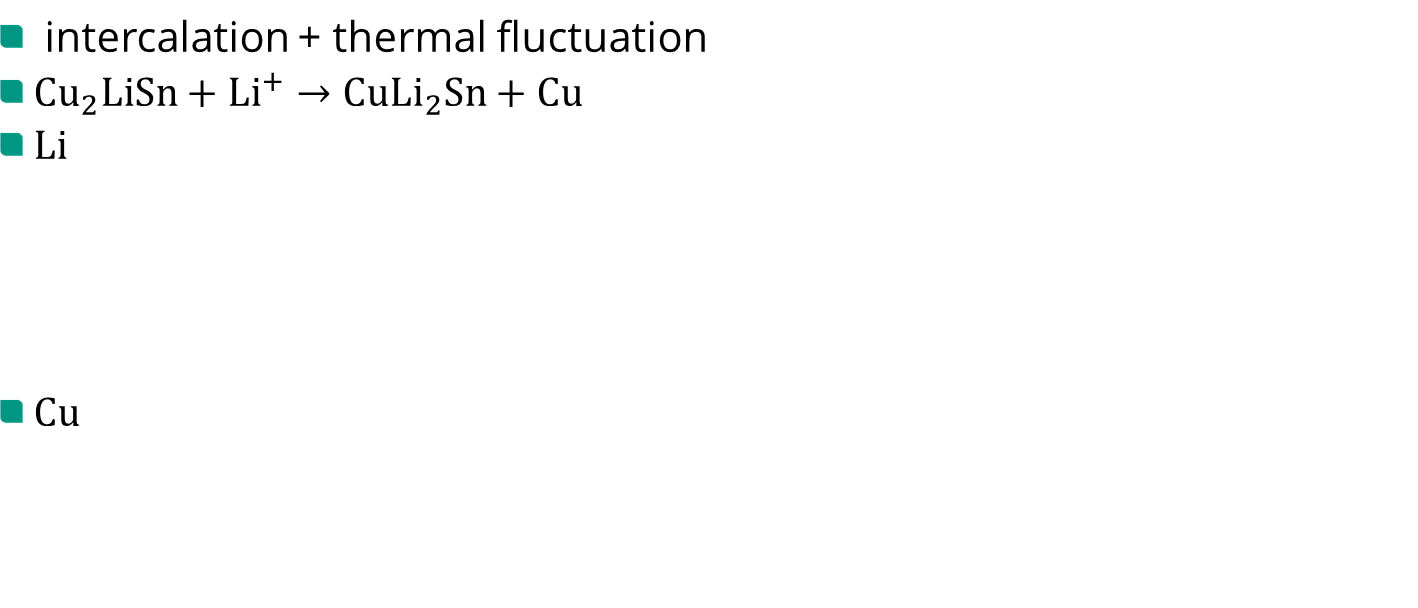 intercalation + thermal fluctuation
Cu₂LiSn + Li⁺ → CuLi₂Sn + Cu
Li
Cu